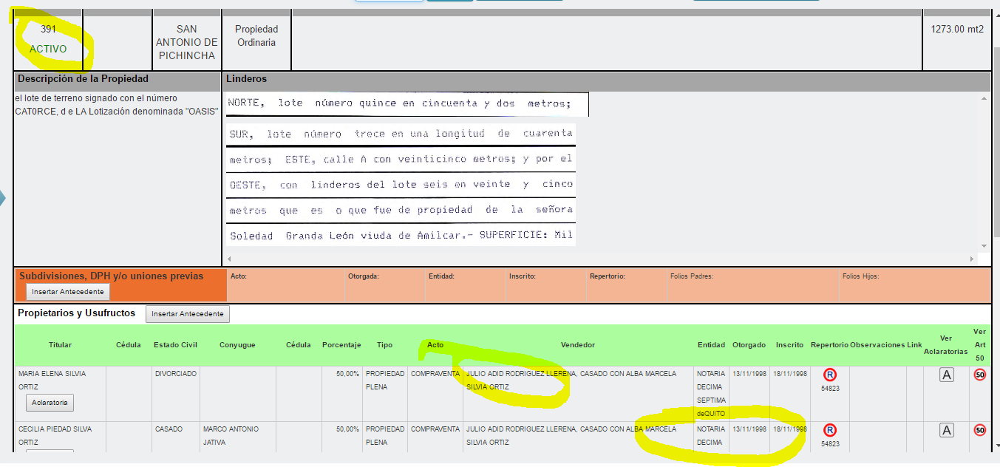 391
ACTIVO
SAN
ANTONIO DE
PICHINCHA
Propiedad
Ordinaria
1273.00 mt2
Descripción de la Propiedad
Linderos
el lote de terreno signado con el número
CAT0RCE, d e LA Lotización denominada "OASIS"
NORTE, lote número quince en cincuenta y dos metros;
SUR, lote número trece en una longitud de cuarenta
metros; ESTE, calle A con veinticinco metros; y por el
OESTE, con linderos del lote seis en veinte y cinco
metros que es o que fue de propiedad de la señora
Soledad Granda León viuda de Amilcar.- SUPERFICIE: Mil
Subdivisiones, DPH y/o uniones previas
Insertar Antecedente
Acto: Otorgada: Entidad: Inscrito: Repertorio: Folios Padres: Folios Hijos:
Propietarios y Usufructos Insertar Antecedente
Titular Cédula Estado Civil Conyugue Cédula Porcentaje Tipo Acto Vendedor Entidad Otorgado Inscrito Repertorio Observaciones Link Ver Aclaratorias Ver Art 50
MARIA ELENA SILVIA
ORTIZ
Aclaratoria
DIVORCIADO
50,00%
PROPIEDAD
PLENA
COMPRAVENTA
JULIO ADID RODRIGUEZ LLERENA, CASADO CON ALBA MARCELA
SILVIA ORTIZ
NOTARIA
DECIMA
SEPTIMA
deQUITO
13/11/1998
18/11/1998
R
54823
A
50
CECILIA PIEDAD SILVA
ORTIZ
CASADO
MARCO ANTONIO
JATIVA
50,00%
PROPIEDAD
PLENA
COMPRAVENTA
JULIO ADID RODRIGUEZ LLERENA, CASADO CON ALBA MARCELA
SILVIA ORTIZ
NOTARIA
DECIMA
13/11/1998
18/11/1998
R
54823
A
50